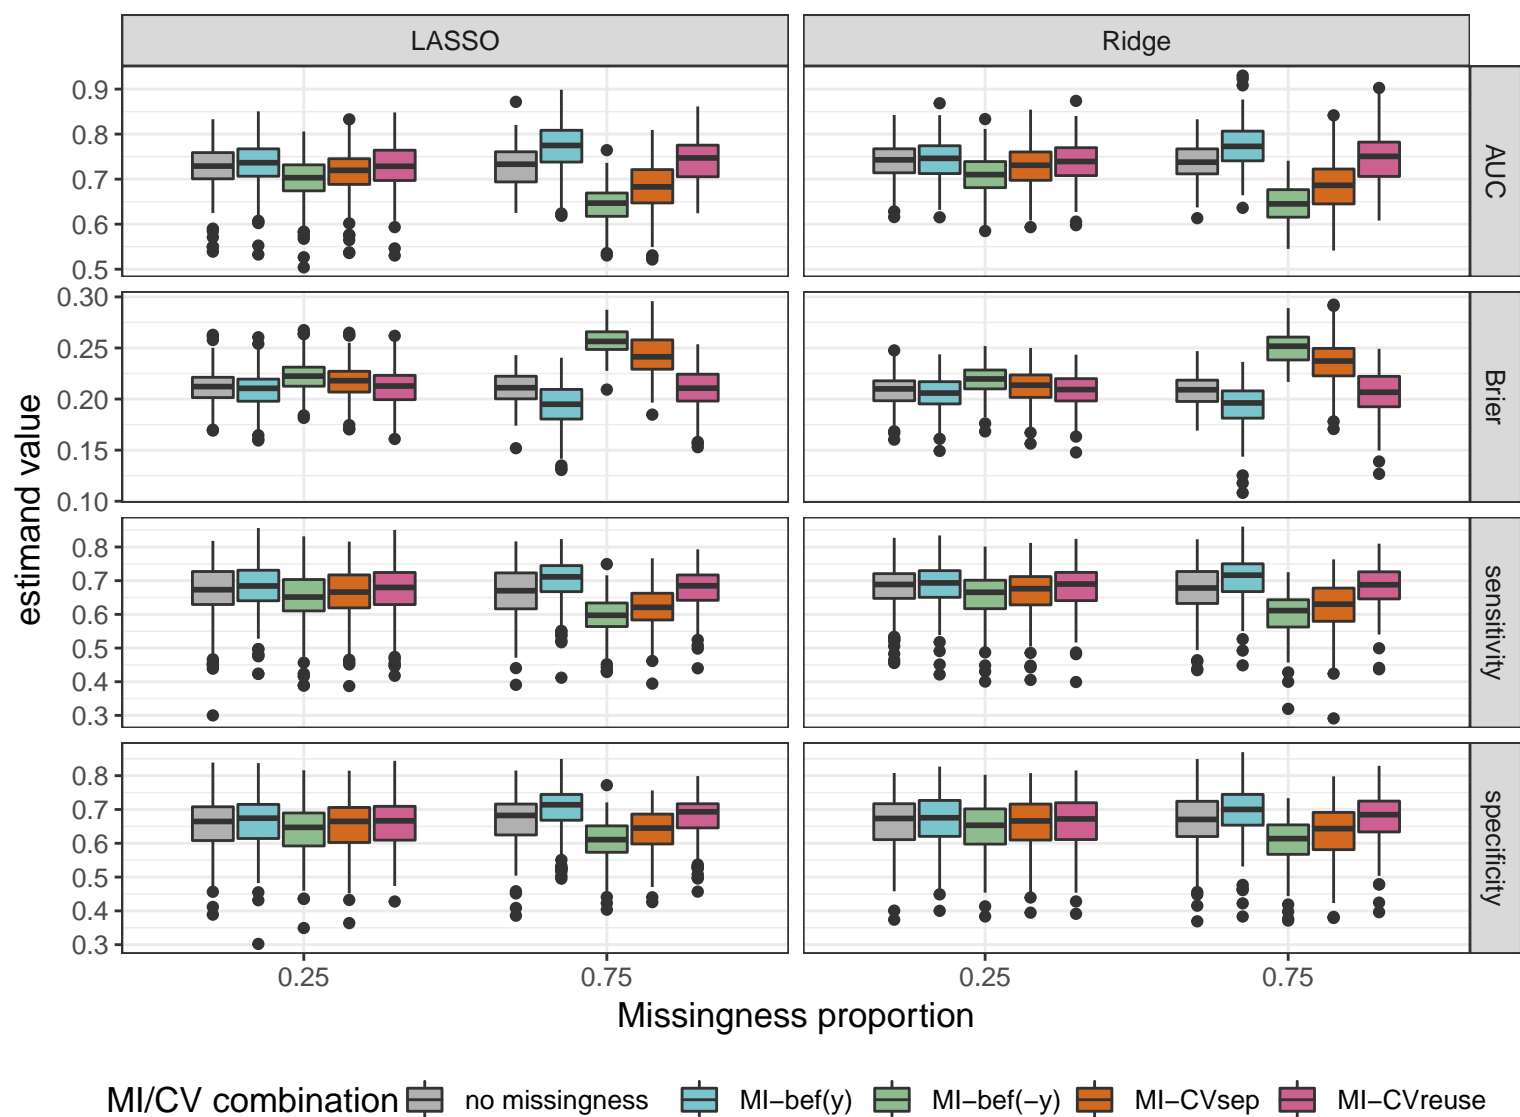 LASSO
Ridge
0.9
0.8
0.7
0.6
0.5
AUC
0.30
0.25
0.20
0.15
0.10
Brier
0.8
0.7
0.6
0.5
0.4
0.3
sensitivity
0.8
0.7
0.6
0.5
0.4
0.3
specificity
estimand value
0.25
0.75
0.25
0.75
Missingness proportion
MI/CV combination
no missingness
MI−bef(y)
MI−bef(−y)
MI−CVsep
MI−CVreuse